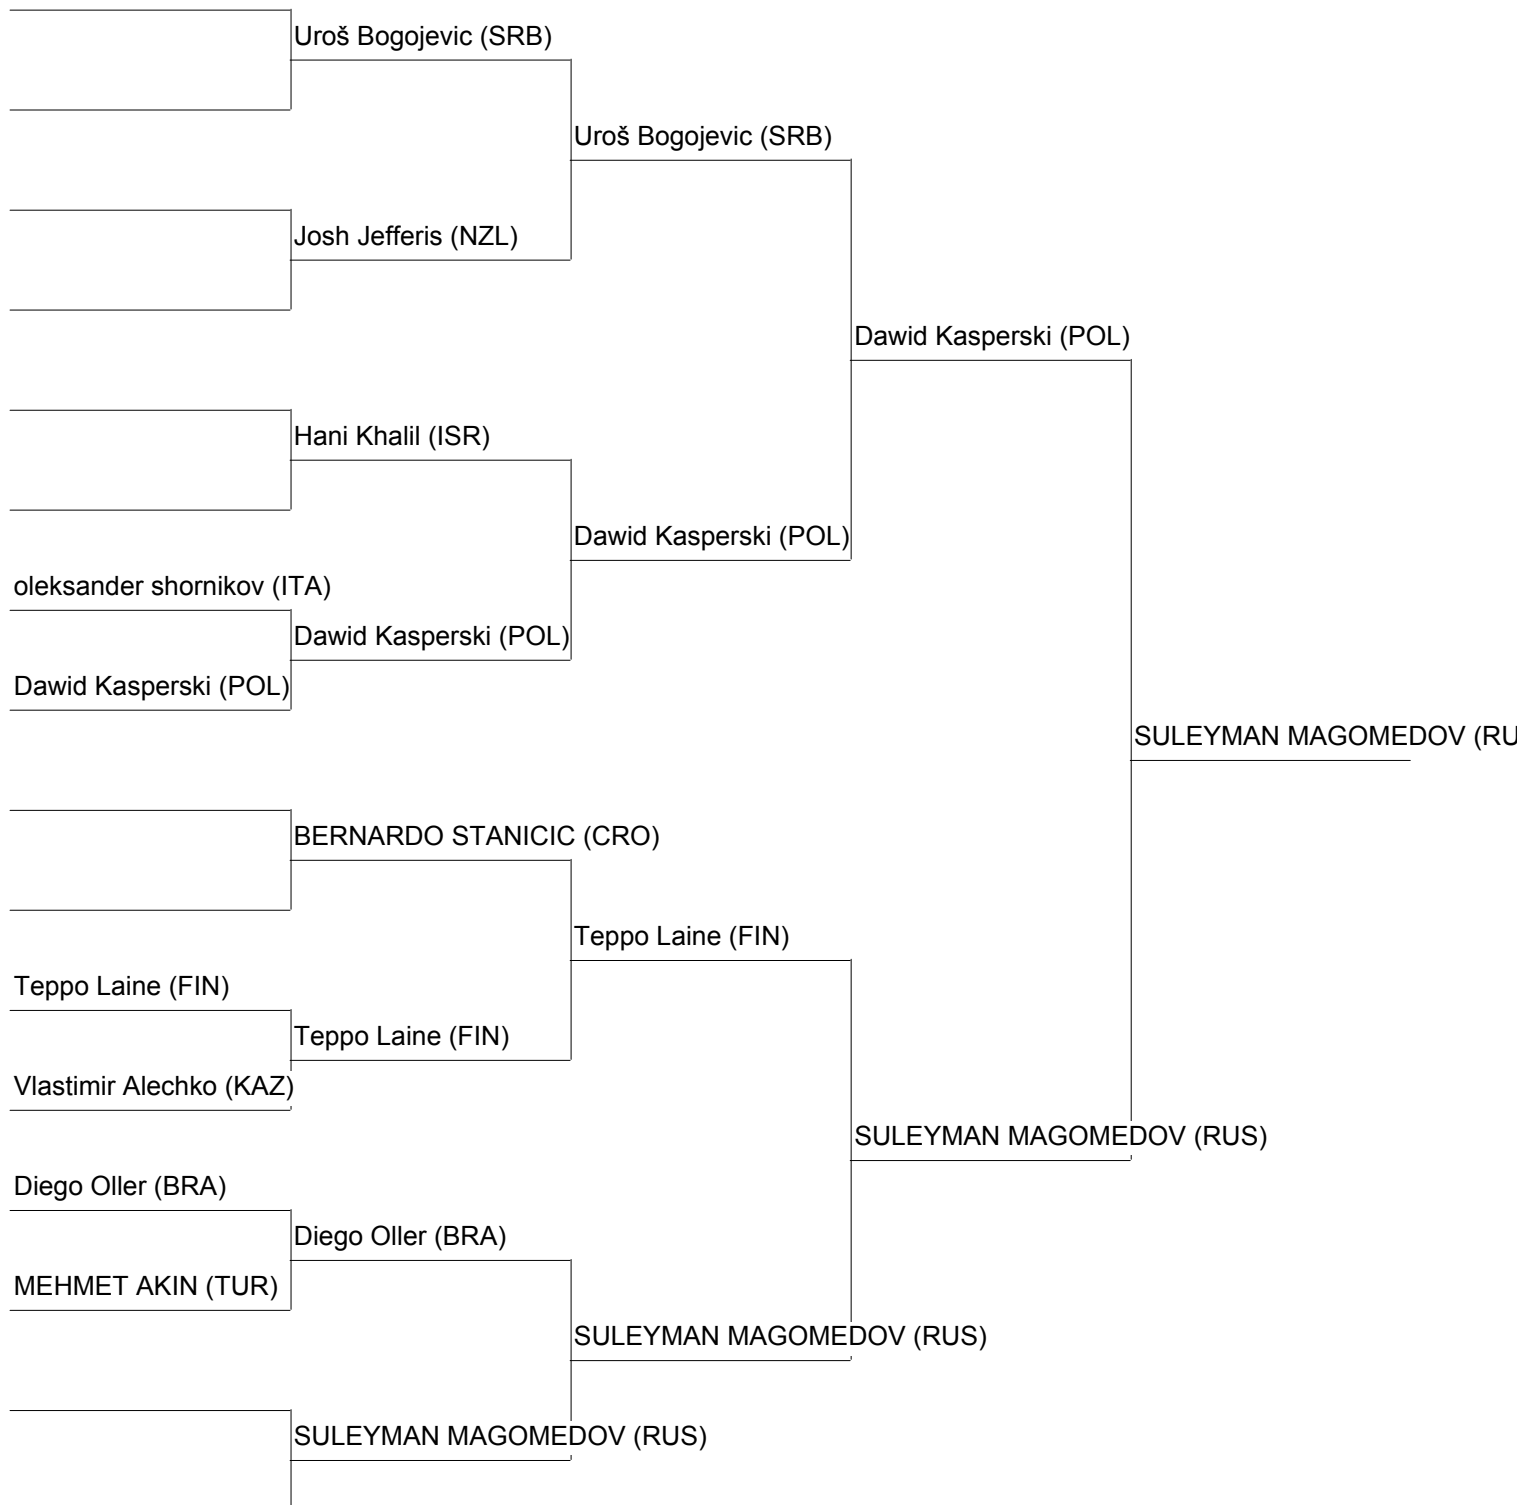 Uroš Bogojevic (SRB)
Uroš Bogojevic (SRB)
Josh Jefferis (NZL)
Dawid Kasperski (POL)
Hani Khalil (ISR)
Dawid Kasperski (POL)
oleksander shornikov (ITA)
Dawid Kasperski (POL)
Dawid Kasperski (POL)
SULEYMAN MAGOMEDOV (RU
BERNARDO STANICIC (CRO)
Teppo Laine (FIN)
Teppo Laine (FIN)
Teppo Laine (FIN)
Vlastimir Alechko (KAZ)
SULEYMAN MAGOMEDOV (RUS)
Diego Oller (BRA)
Diego Oller (BRA)
MEHMET AKIN (TUR)
SULEYMAN MAGOMEDOV (RUS)
SULEYMAN MAGOMEDOV (RUS)